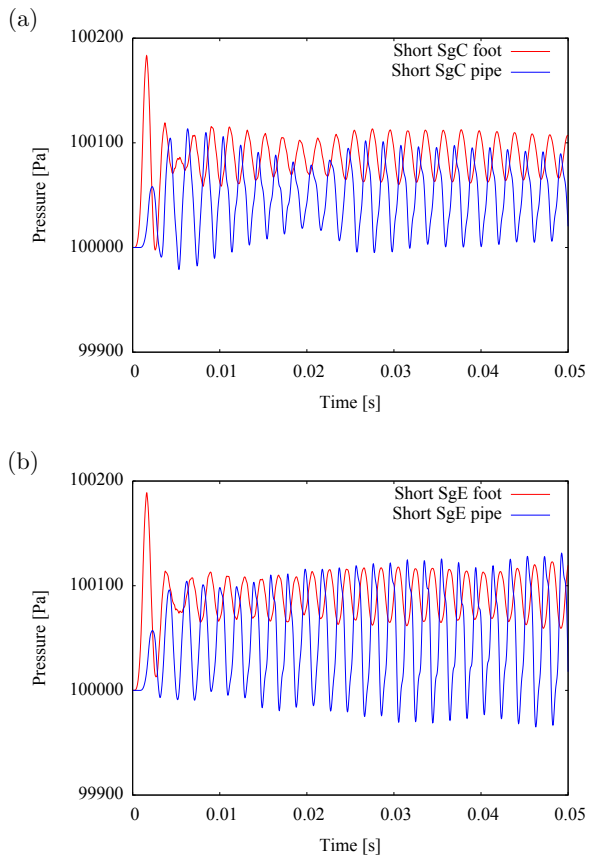 (a)
100200
100100
100000
99900
Pressure [Pa]
Short SgC foot
Short SgC pipe
0 0.01 0.02 0.03 0.04 0.05
Time [s]
(b)
100200
100100
100000
99900
Pressure [Pa]
Short SgE foot
Short SgE pipe
0 0.01 0.02 0.03 0.04 0.05
Time [s]